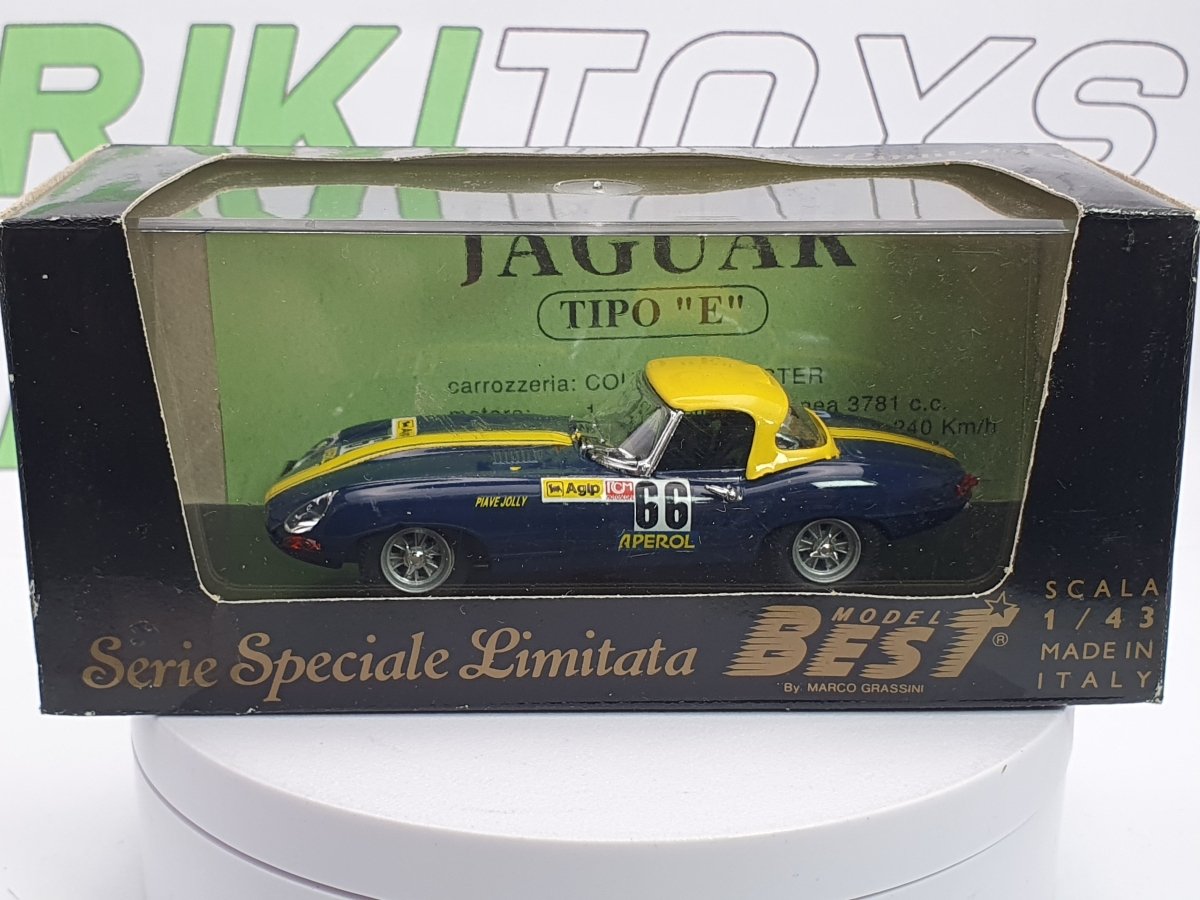 RIKITOYS
JAGUAR
TIPO "E"
carrozzeria:
3781 c.c.
240 Km/h
Agip
66
PIAVE JOLLY
APEROL
Serie Speciale Limitata
MODEL
BEST®
By MARCO GRASSINI
SCALA
1/43
MADE IN
ITALY